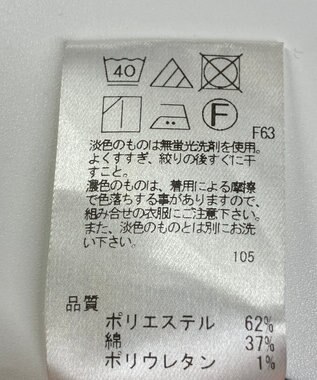 40
F
F63
淡色のものは無蛍光洗剤を使用。
よくすすぎ、絞りの後すぐに干
すこと。
濃色のものは、着用による摩擦
で色落ちする事がありますので、
組み合せの衣服にご注意下さい。
また、淡色のものとは別にお洗
い下さい。
105
品質
ポリエステル 62%
綿 37%
ポリウレタン 1%